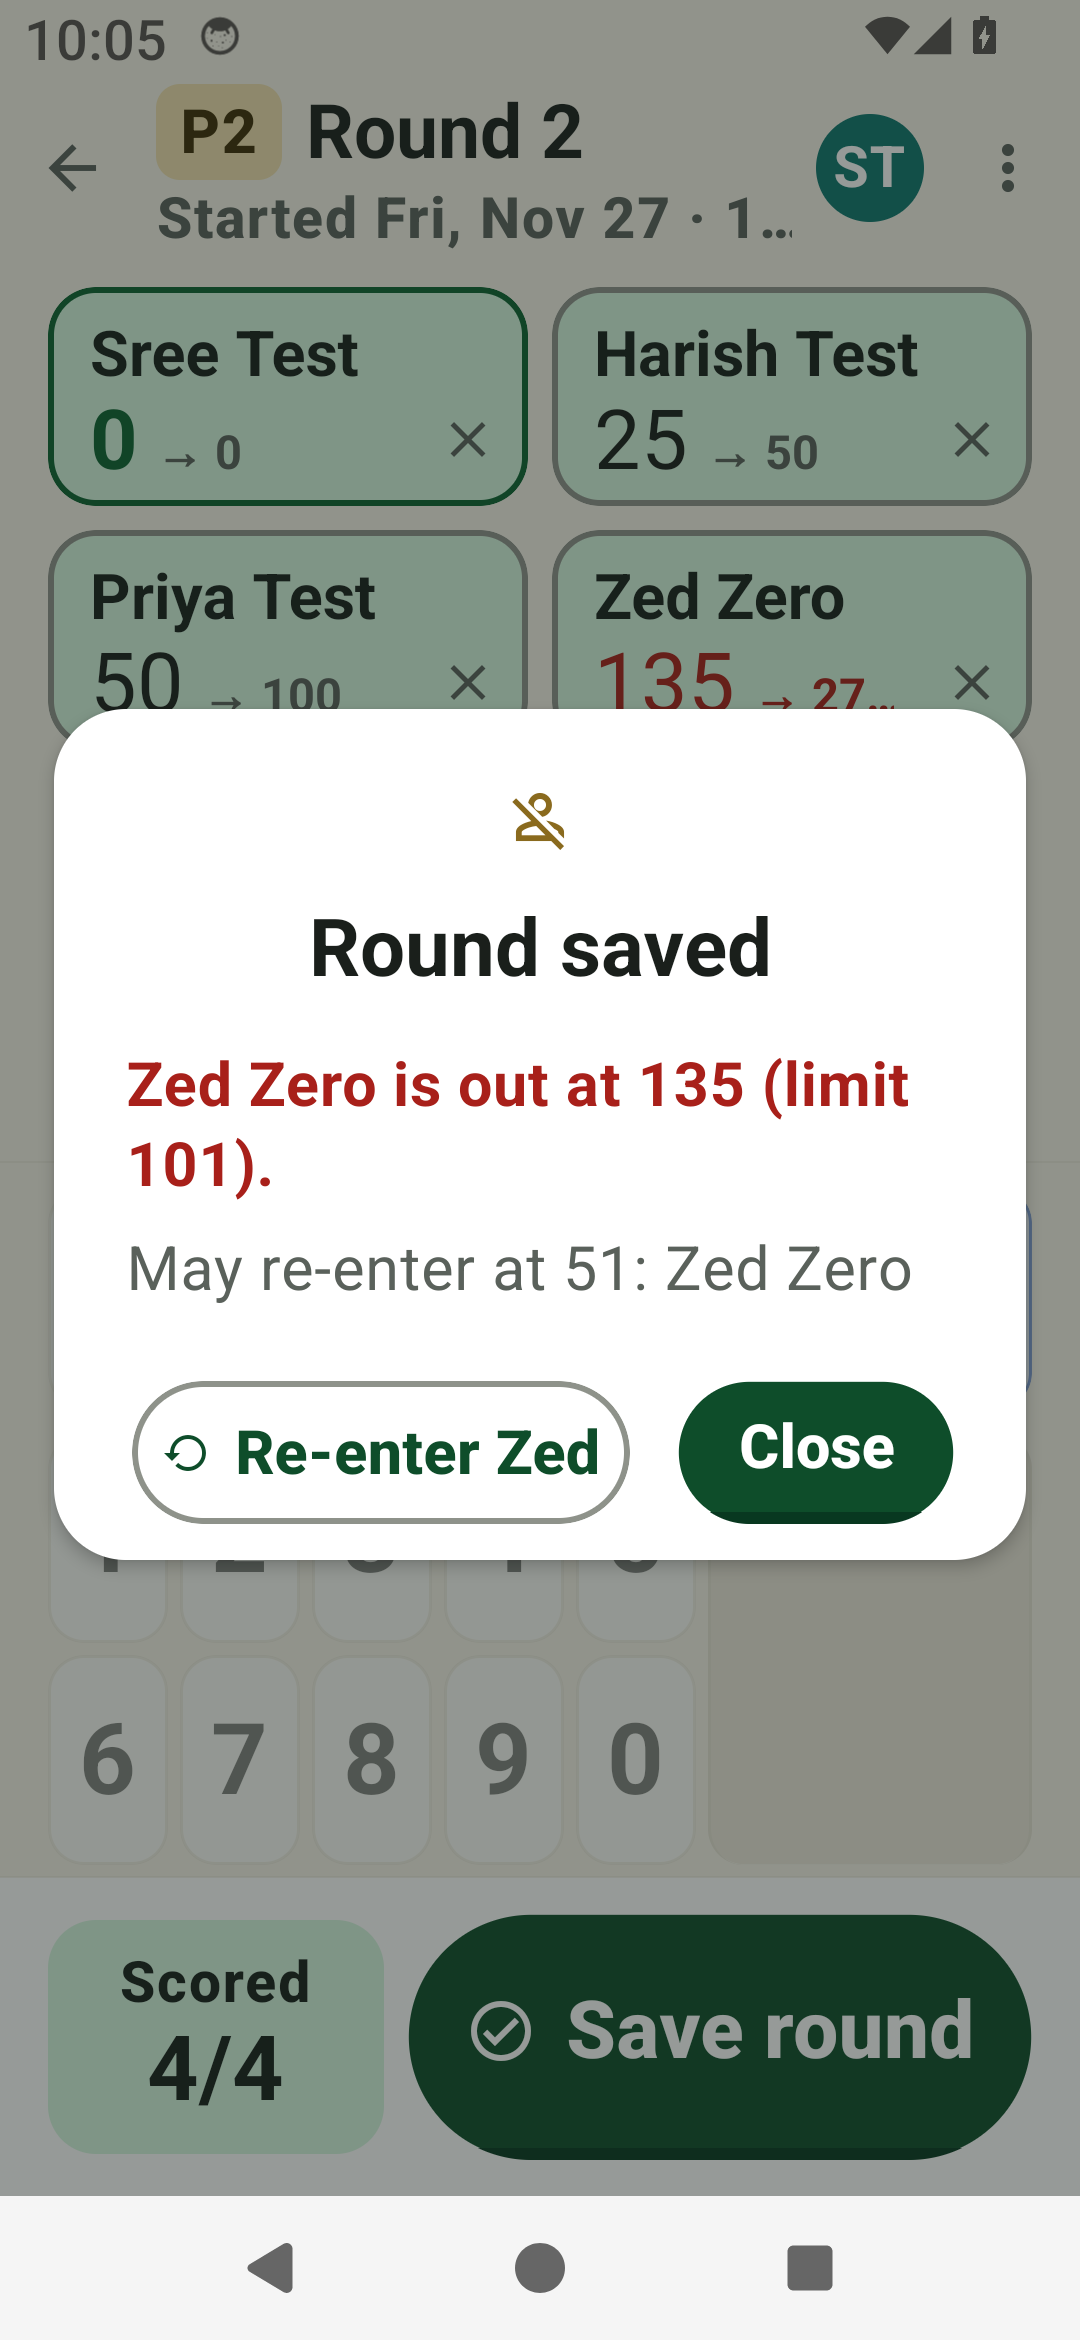 10:05
P2 Round 2
ST
Started Fri, Nov 27 · 1...
Sree Test
0 → 0
Harish Test
25 → 50
Priya Test
50 → 100
Zed Zero
135 → 27...
Round saved
Zed Zero is out at 135 (limit
101).
May re-enter at 51: Zed Zero
Re-enter Zed
Close
6 7 8 9 0
Scored
4/4
Save round